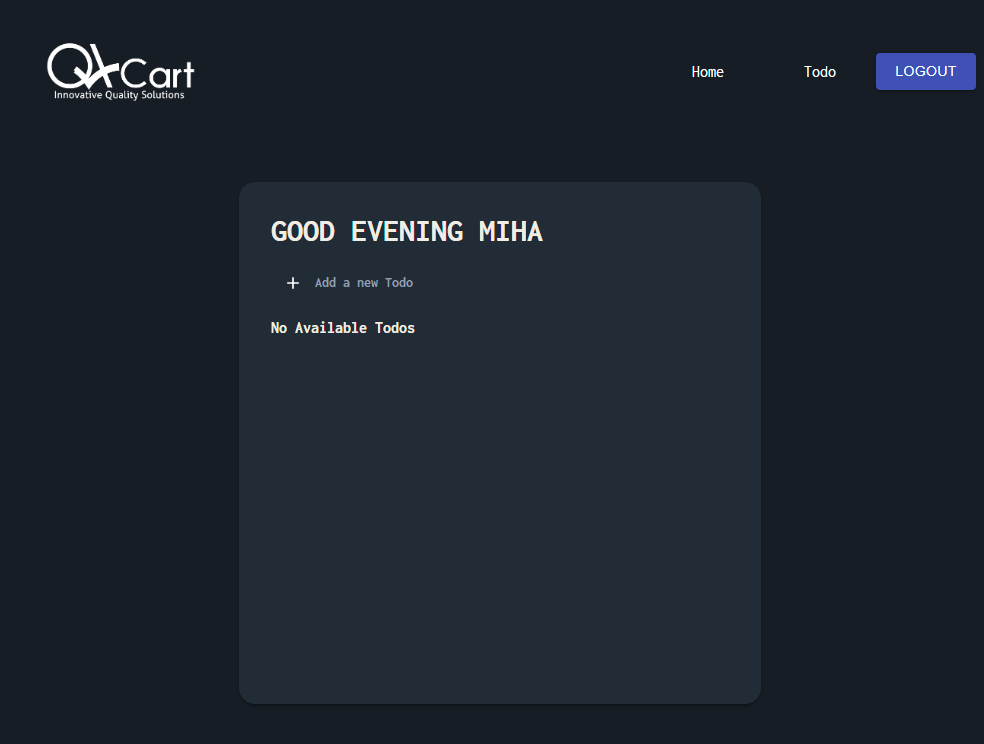 QACart
Innovative Quality Solutions
Home
Todo
LOGOUT
GOOD EVENING MIHA
Add a new Todo
No Available Todos